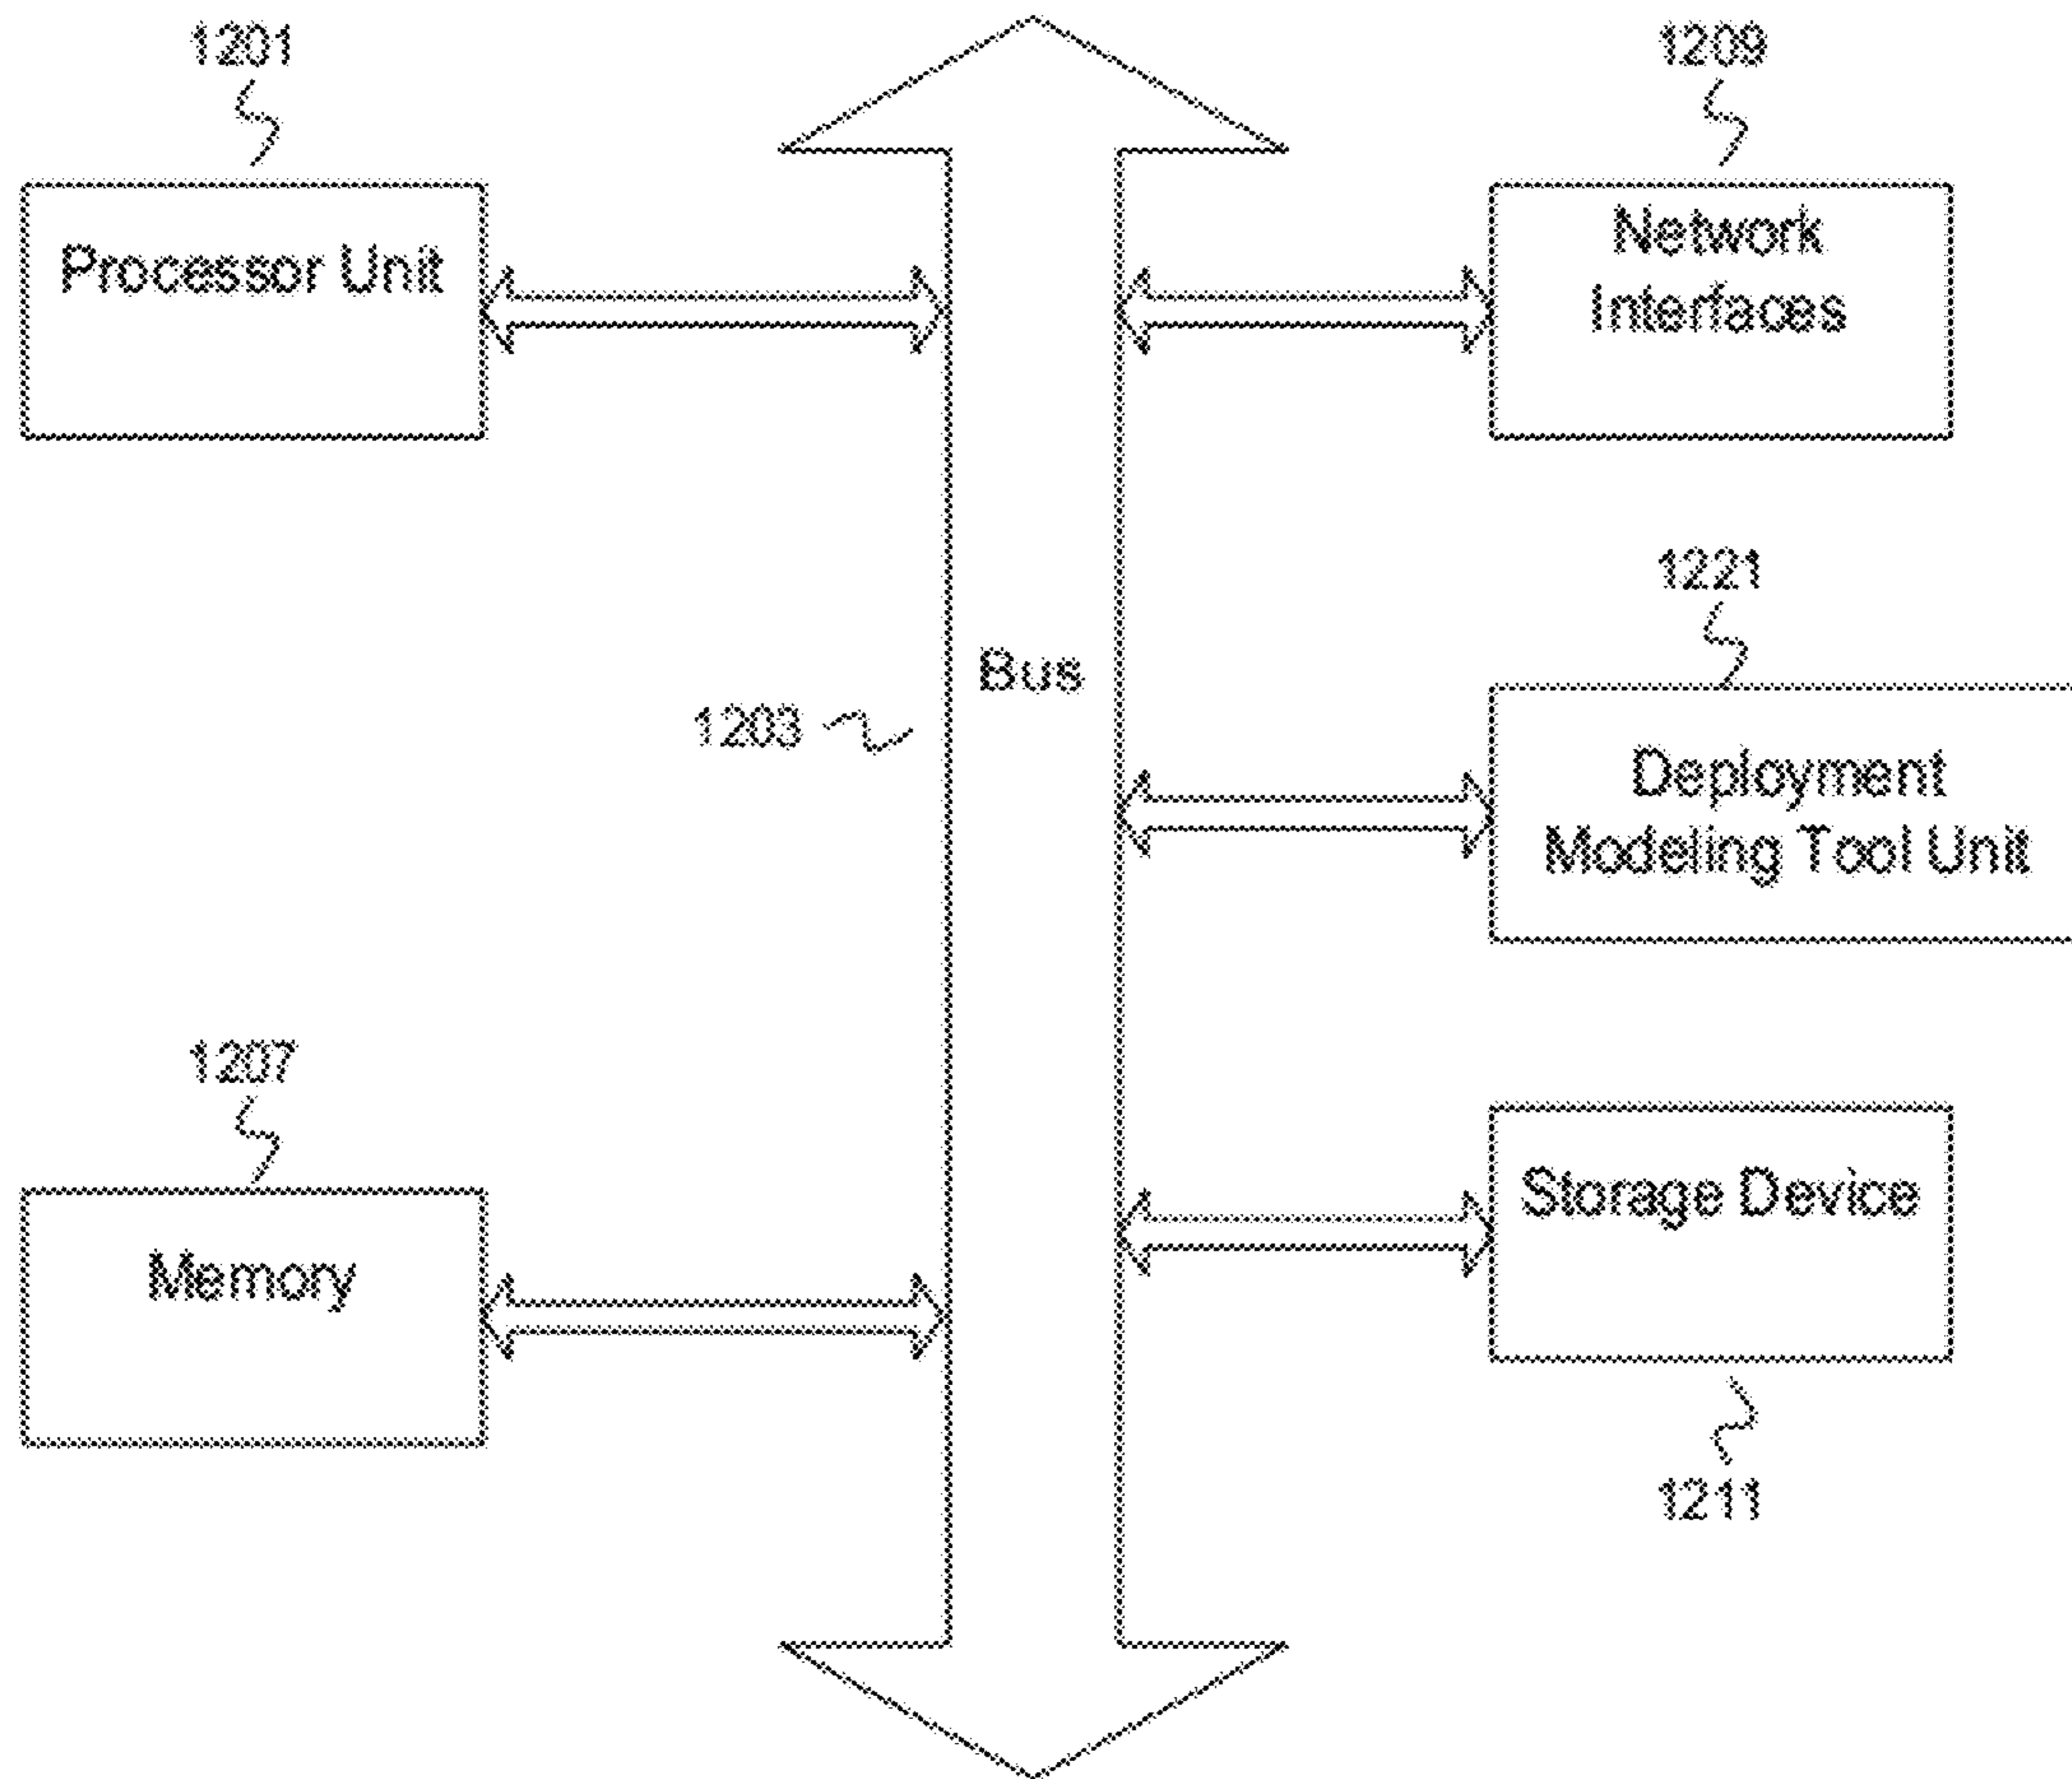 1201
Processor Unit
1209
Network
Interfaces
Bus
1203
1221
Deployment
Modeling Tool Unit
1207
Memory
Storage Device
1211